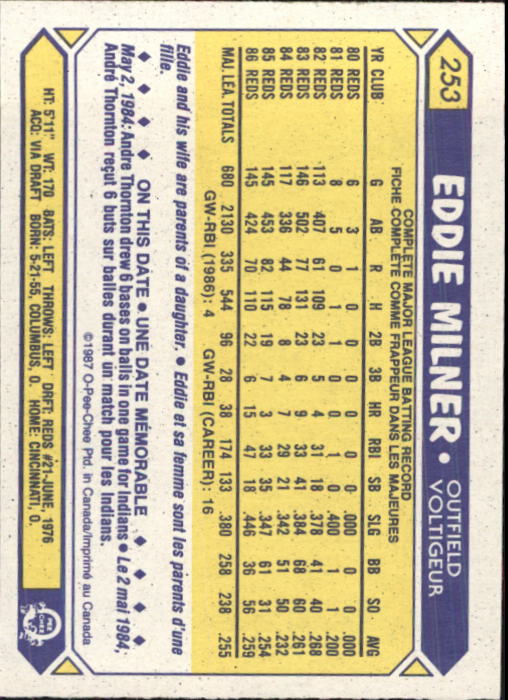 253 EDDIE MILNER • OUTFIELD
VOLTIGEUR
COMPLETE MAJOR LEAGUE BATTING RECORD
FICHE COMPLÈTE COMME FRAPPEUR DANS LES MAJEURES
YR CLUB G AB R H 2B 3B HR RBI SB SLG BB SO AVG
80 REDS 6 3 1 0 0 0 0 0 0 .000 0 0 .000
81 REDS 8 5 0 1 1 0 0 1 0 .400 1 1 .200
82 REDS 113 407 61 109 23 5 4 31 18 .378 41 40 .268
83 REDS 146 502 77 131 23 6 9 33 41 .384 68 60 .261
84 REDS 117 336 44 78 8 4 7 29 21 .342 51 50 .232
85 REDS 145 453 82 115 19 7 3 33 35 .347 61 31 .254
86 REDS 145 424 70 110 22 6 15 41 18 .446 36 56 .259
MAJ. LEA. TOTALS 680 2130 335 544 96 28 38 174 133 .380 258 238 .255
GW-RBI (1986): 4 GW-RBI (CAREER): 16
Eddie and his wife are parents of a daughter. • Eddie et sa femme sont les parents d'une
fille.
ON THIS DATE • UNE DATE MÉMORABLE
May 2, 1984: Andre Thornton drew 6 bases on balls in one game for Indians • Le 2 mai 1984;
André Thornton reçut 6 buts sur balles durant un match pour les Indians.
©1987 O-Pee-Chee Ptd. in Canada/Imprimé au Canada
HT: 5'11" WT: 170 BATS: LEFT THROWS: LEFT DRFT: REDS #21-JUNE, 1976
ACQ: VIA DRAFT BORN: 5-21-55, COLUMBUS, O. HOME: CINCINNATI, O.
O
PEE
CHEE